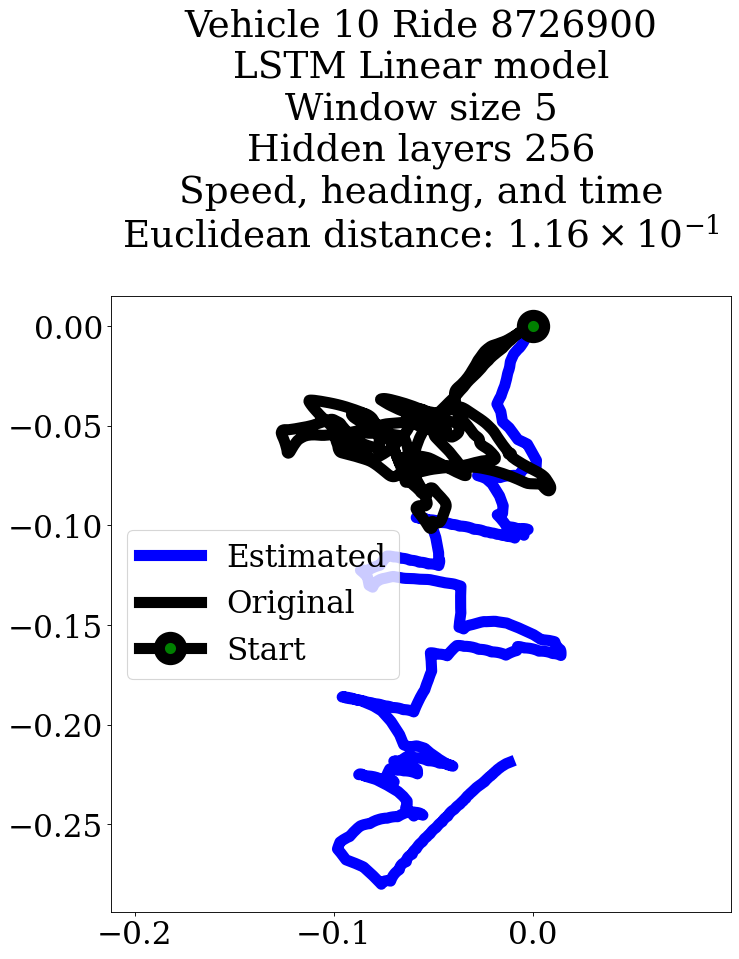 Vehicle 10 Ride 8726900
LSTM Linear model
Window size 5
Hidden layers 256
Speed, heading, and time
Euclidean distance: 1.16 × 10⁻¹
0.00
−0.05
−0.10
−0.15
−0.20
−0.25
Estimated
Original
Start
−0.2 −0.1 0.0